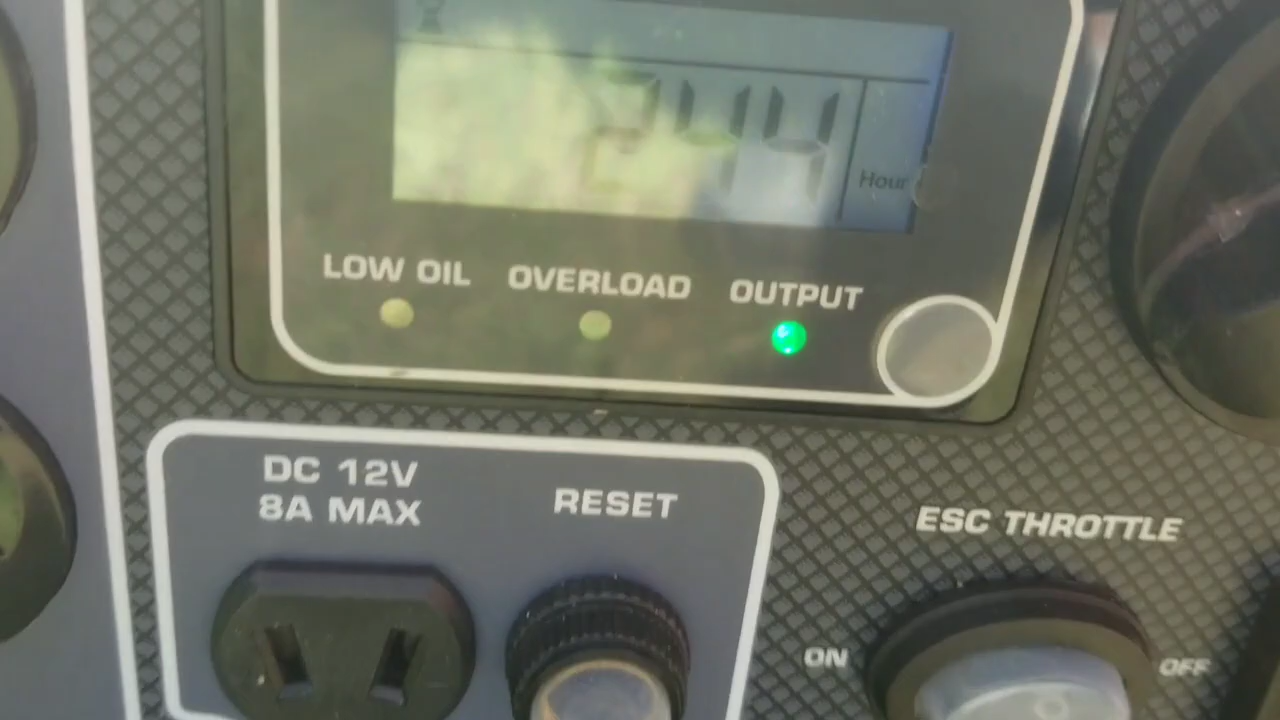 244
Hour
LOW OIL OVERLOAD OUTPUT
DC 12V
8A MAX
RESET
ESC THROTTLE
ON OFF